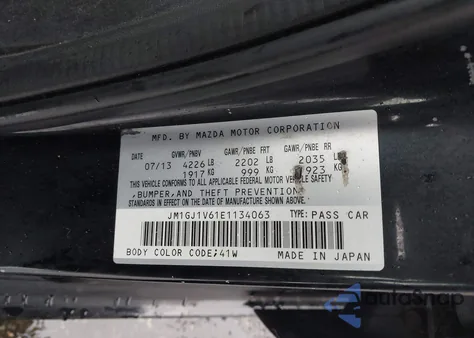 MFD. BY MAZDA MOTOR CORPORATION
GVWR/PNBV GAWR/PNBE FRT GAWR/PNBE RR
07/13 4226 LB 2202 LB 2035 LB
1917 KG 999 KG 923 KG
THIS VEHICLE CONFORMS TO ALL APPLICABLE FEDERAL MOTOR VEHICLE SAFETY
,BUMPER,AND THEFT PREVENTION
STANDARDS IN EFFECT ON THE DATE OF MANUFACTURE SHOWN ABOVE.
JM1GJ1V61E1134063 TYPE: PASS CAR
BODY COLOR CODE;41W MADE IN JAPAN
AutaSnap